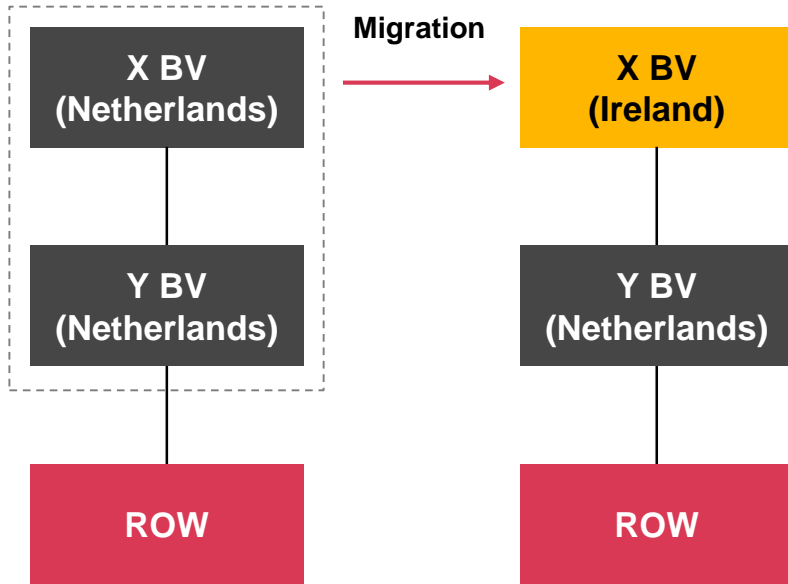 Migration
X BV
(Netherlands)
X BV
(Ireland)
Y BV
(Netherlands)
Y BV
(Netherlands)
ROW
ROW